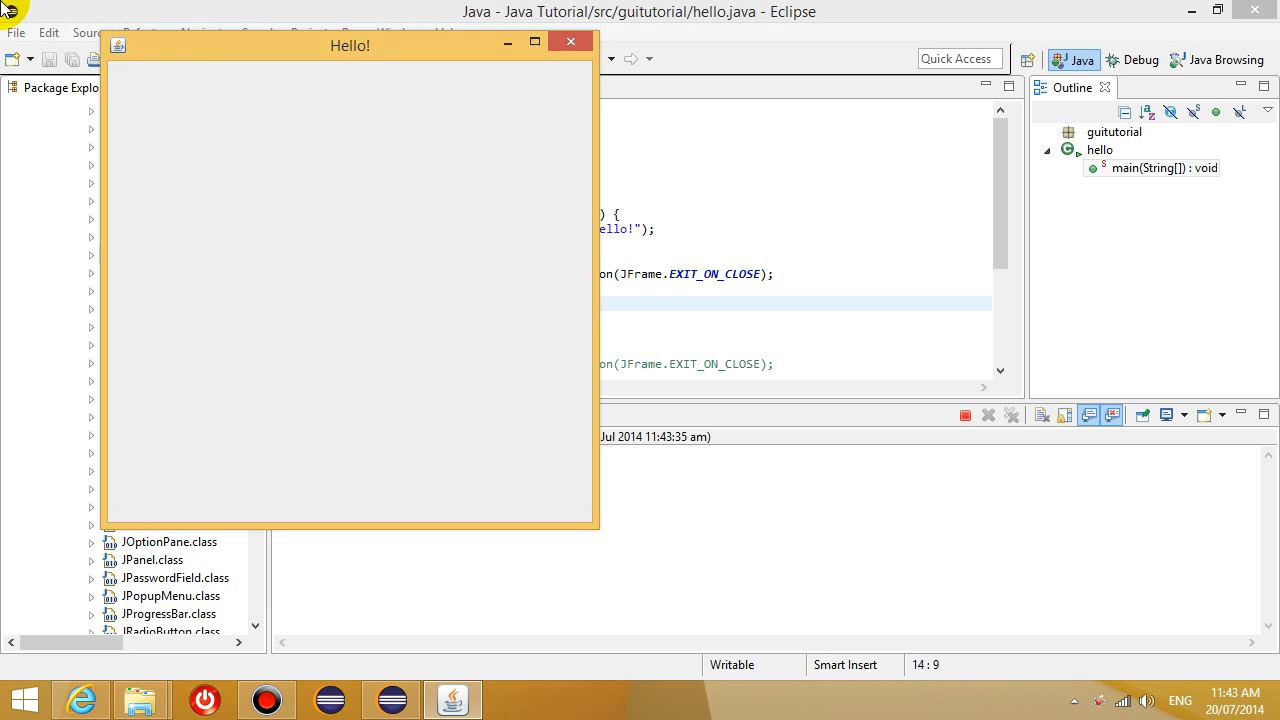 Java - Java Tutorial/src/guitutorial/hello.java - Eclipse
File Edit
Hello!
Quick Access
Java
Debug
Java Browsing
Package Explo
Outline
guitutorial
hello
main(String[]) : void
) {
ello!");
on(JFrame.EXIT_ON_CLOSE);
on(JFrame.EXIT_ON_CLOSE);
Jul 2014 11:43:35 am)
JOptionPane.class
JPanel.class
JPasswordField.class
JPopupMenu.class
JProgressBar.class
JRadioButton.class
Writable
Smart Insert
14 : 9
ENG
11:43 AM
20/07/2014